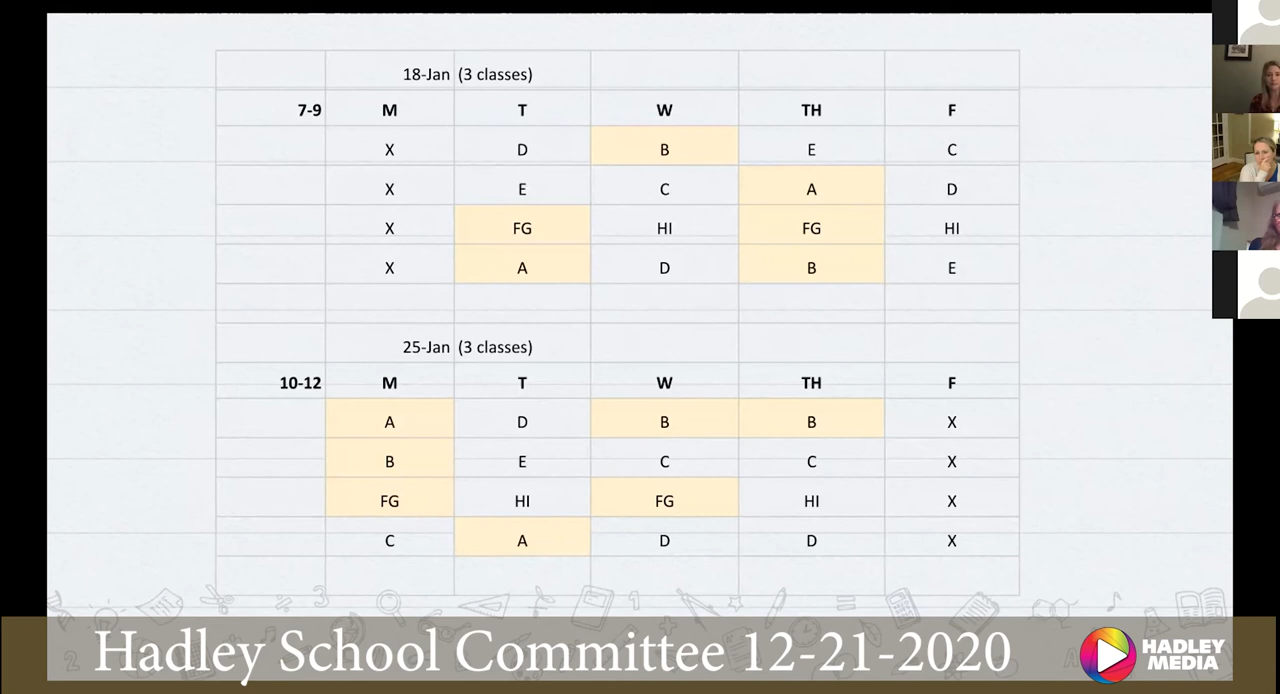 18-Jan (3 classes)
7-9 M T W TH F
X D B E C
X E C A D
X FG HI FG HI
X A D B E
25-Jan (3 classes)
10-12 M T W TH F
A D B B X
B E C C X
FG HI FG HI X
C A D D X
Hadley School Committee 12-21-2020
HADLEY
MEDIA